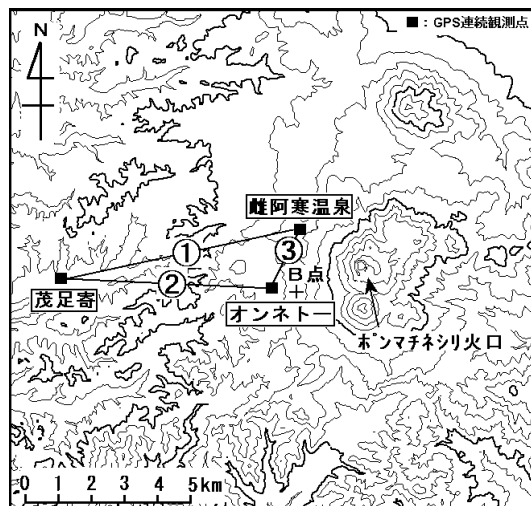 ■：GPS連続観測点
N
雌阿寒温泉
①
③
②
B点
茂足寄
オンネトー
ポンマチネシリ火口
0 1 2 3 4 5km